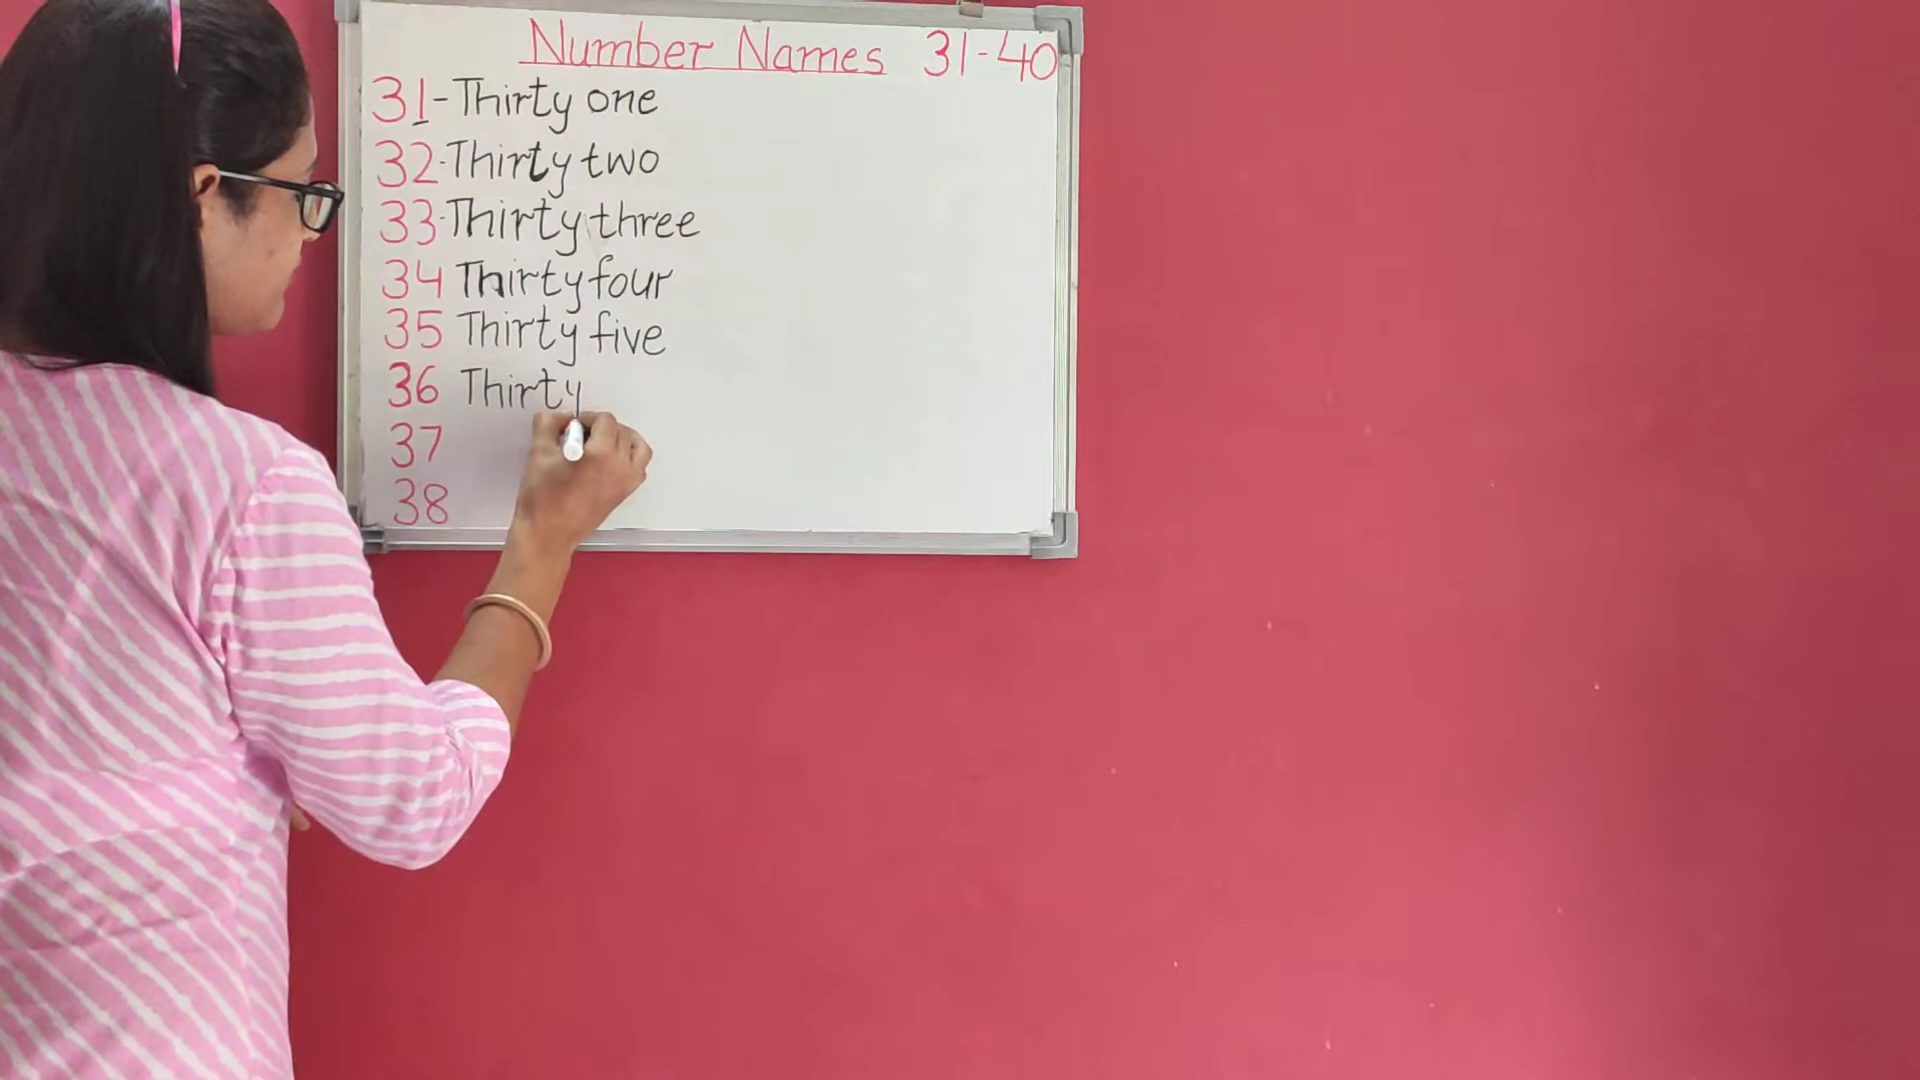 Number Names 31-40
31-Thirty one
32-Thirty two
33-Thirty three
34 Thirty four
35 Thirty five
36 Thirty
37
38